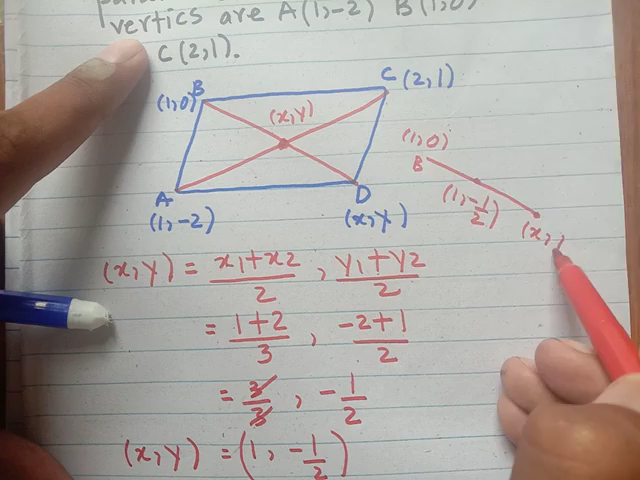 vertics are A(1,-2) B(1,0)
C(2,1).
B
(1,0)
C (2,1)
(x,y)
A
(1,-2)
D
(x,y)
(1,0)
B
(1,-1/2)
(x,
(x,y) = x1+x2/2 , y1+y2/2
= 1+2/3 , -2+1/2
= 3/3 , -1/2
(x,y) = (1, -1/2)